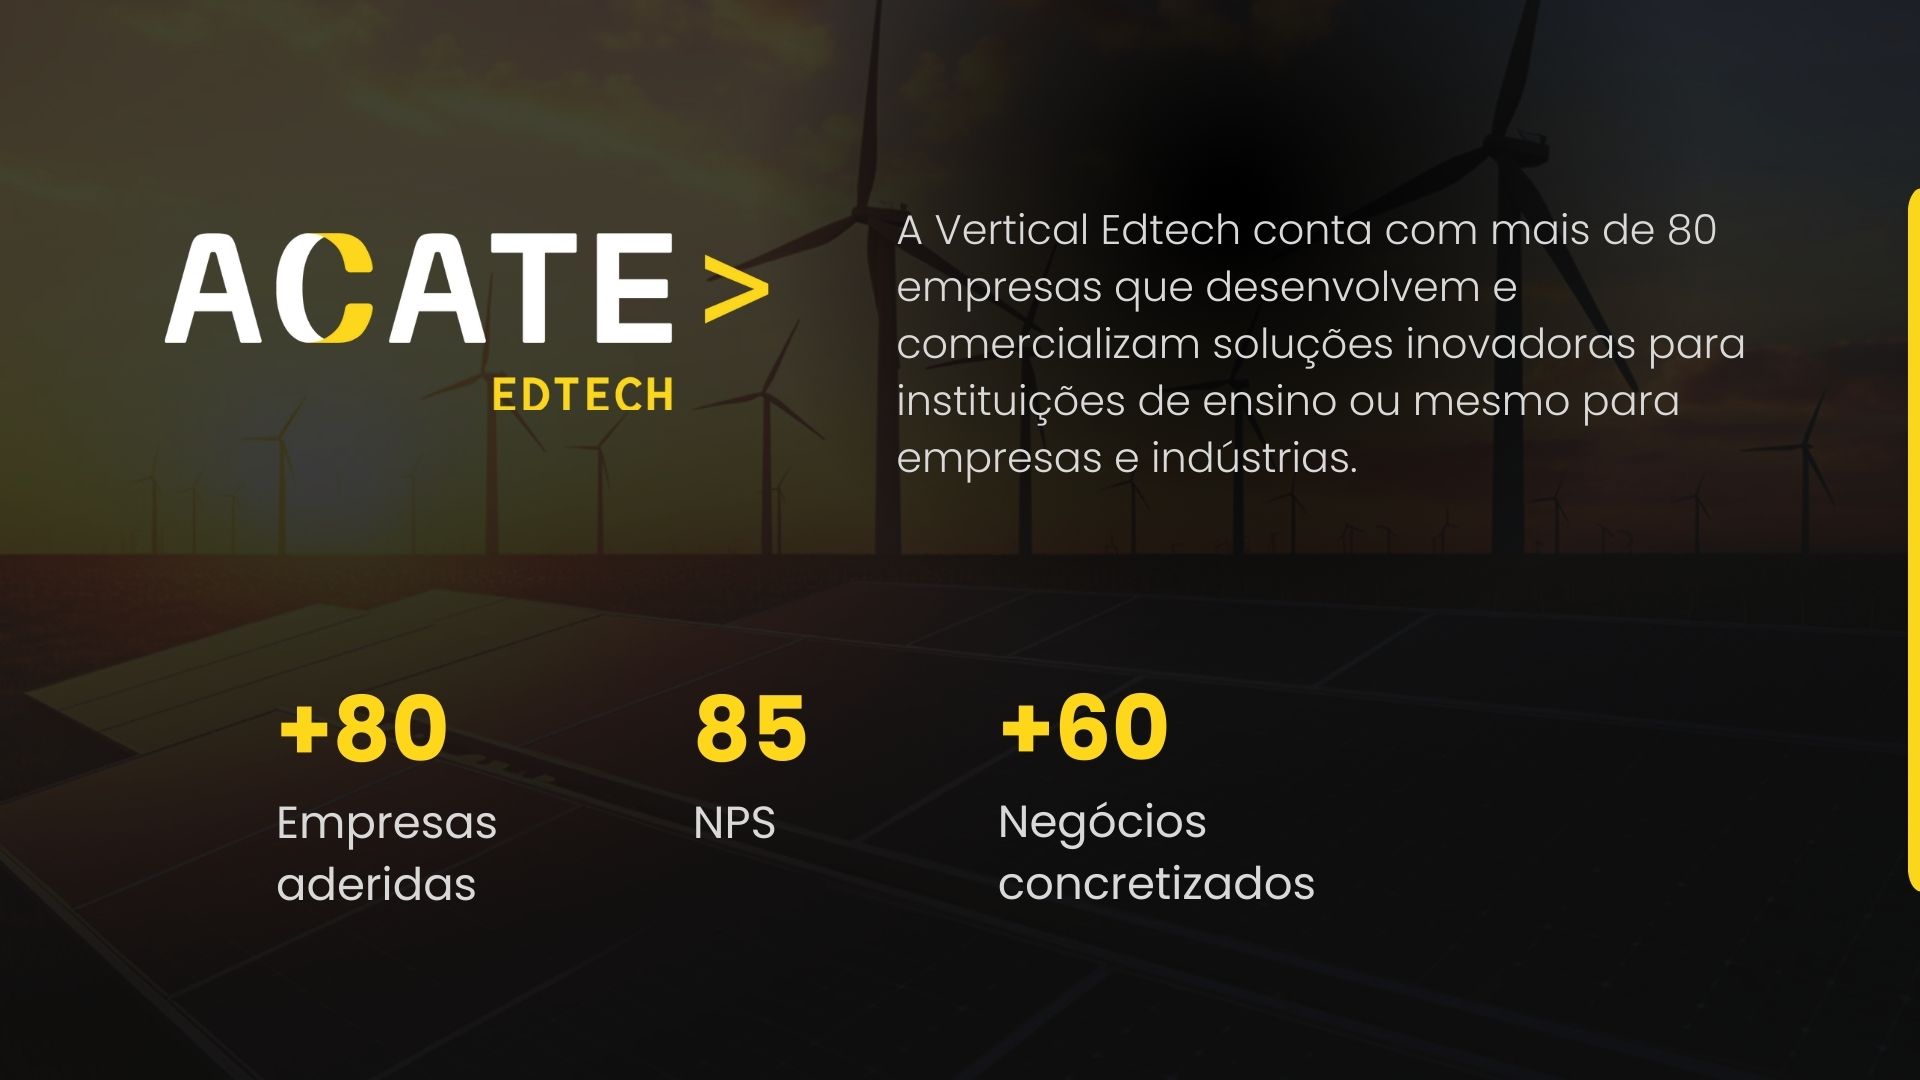 ACATE >
EDTECH
A Vertical Edtech conta com mais de 80
empresas que desenvolvem e
comercializam soluções inovadoras para
instituições de ensino ou mesmo para
empresas e indústrias.
+80
Empresas
aderidas
85
NPS
+60
Negócios
concretizados